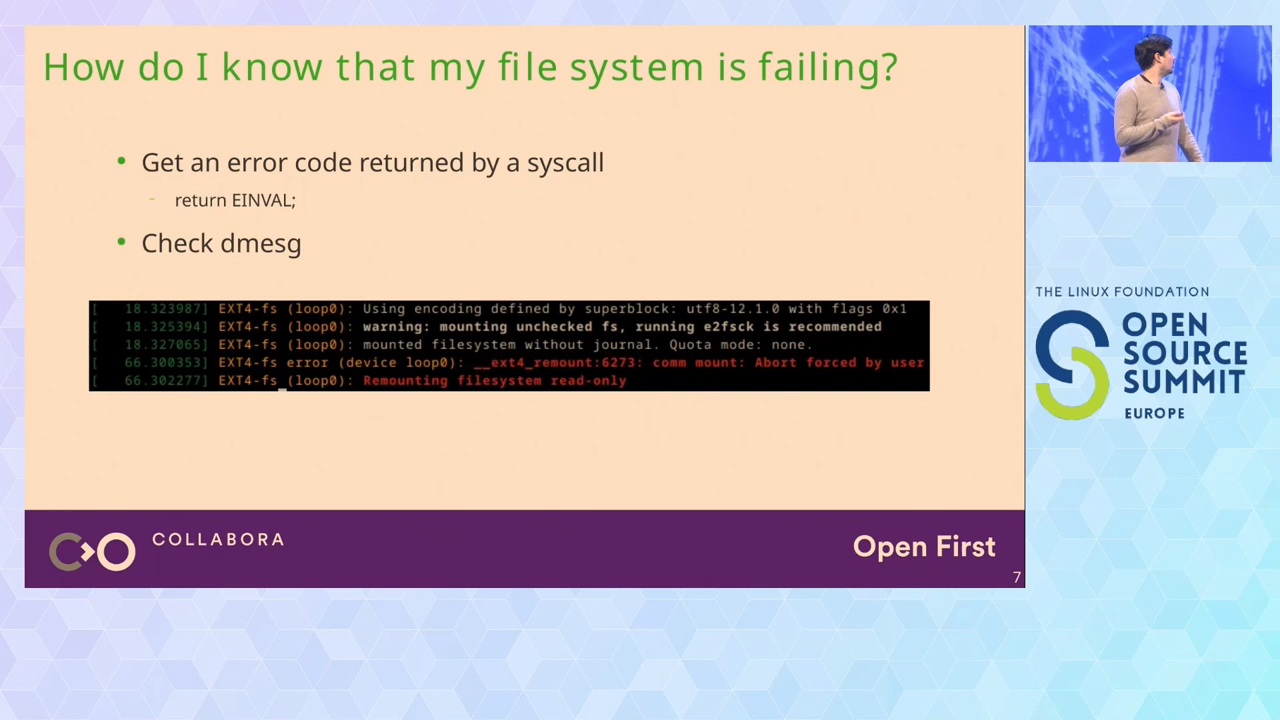 How do I know that my file system is failing?
• Get an error code returned by a syscall
- return EINVAL;
• Check dmesg
[ 18.323987] EXT4-fs (loop0): Using encoding defined by superblock: utf8-12.1.0 with flags 0x1
[ 18.325394] EXT4-fs (loop0): warning: mounting unchecked fs, running e2fsck is recommended
[ 18.327065] EXT4-fs (loop0): mounted filesystem without journal. Quota mode: none.
[ 66.300353] EXT4-fs error (device loop0): __ext4_remount:6273: comm mount: Abort forced by user
[ 66.302277] EXT4-fs (loop0): Remounting filesystem read-only
COLLABORA
Open First
7
THE LINUX FOUNDATION
OPEN
SOURCE
SUMMIT
EUROPE